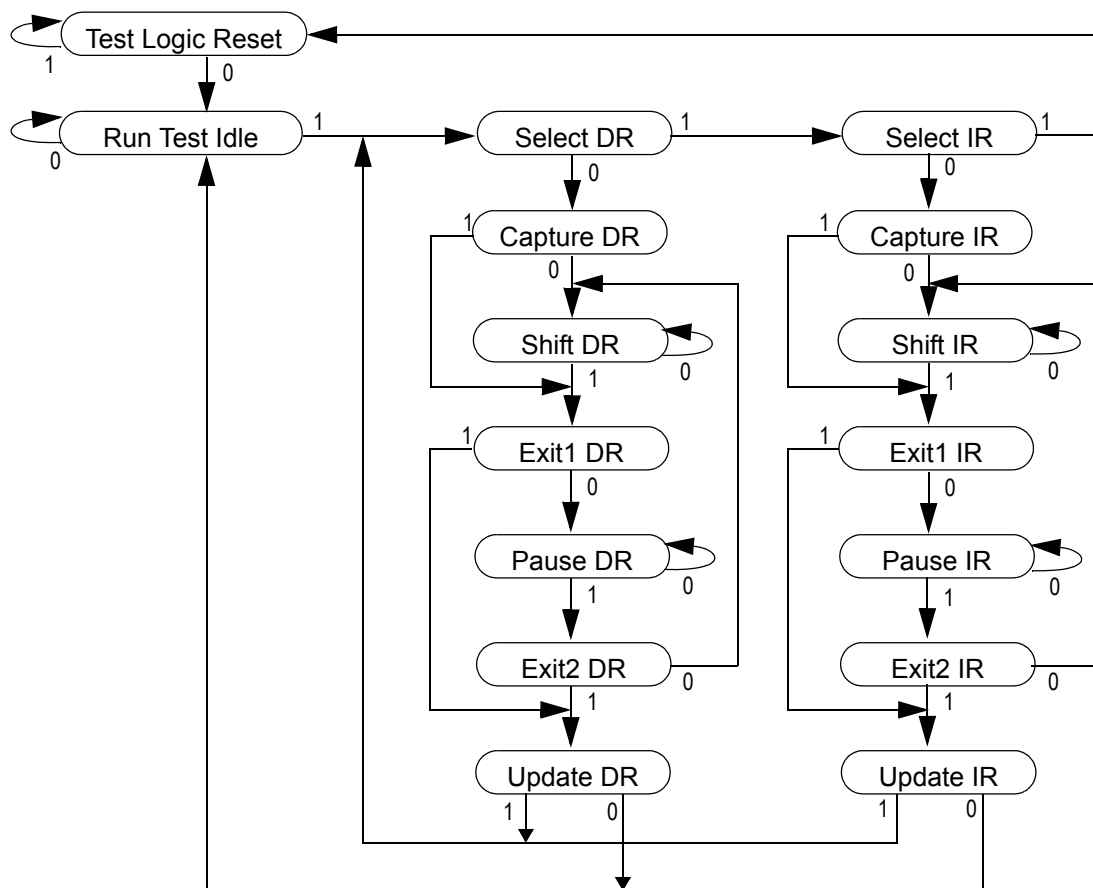 Test Logic Reset
1
0
Run Test Idle
1
0
Select DR
1
0
Select IR
1
0
Capture DR
1
0
Capture IR
1
0
Shift DR
0
1
Shift IR
0
1
Exit1 DR
1
0
Exit1 IR
1
0
Pause DR
0
1
Pause IR
0
1
Exit2 DR
0
1
Exit2 IR
0
1
Update DR
1
0
Update IR
1
0